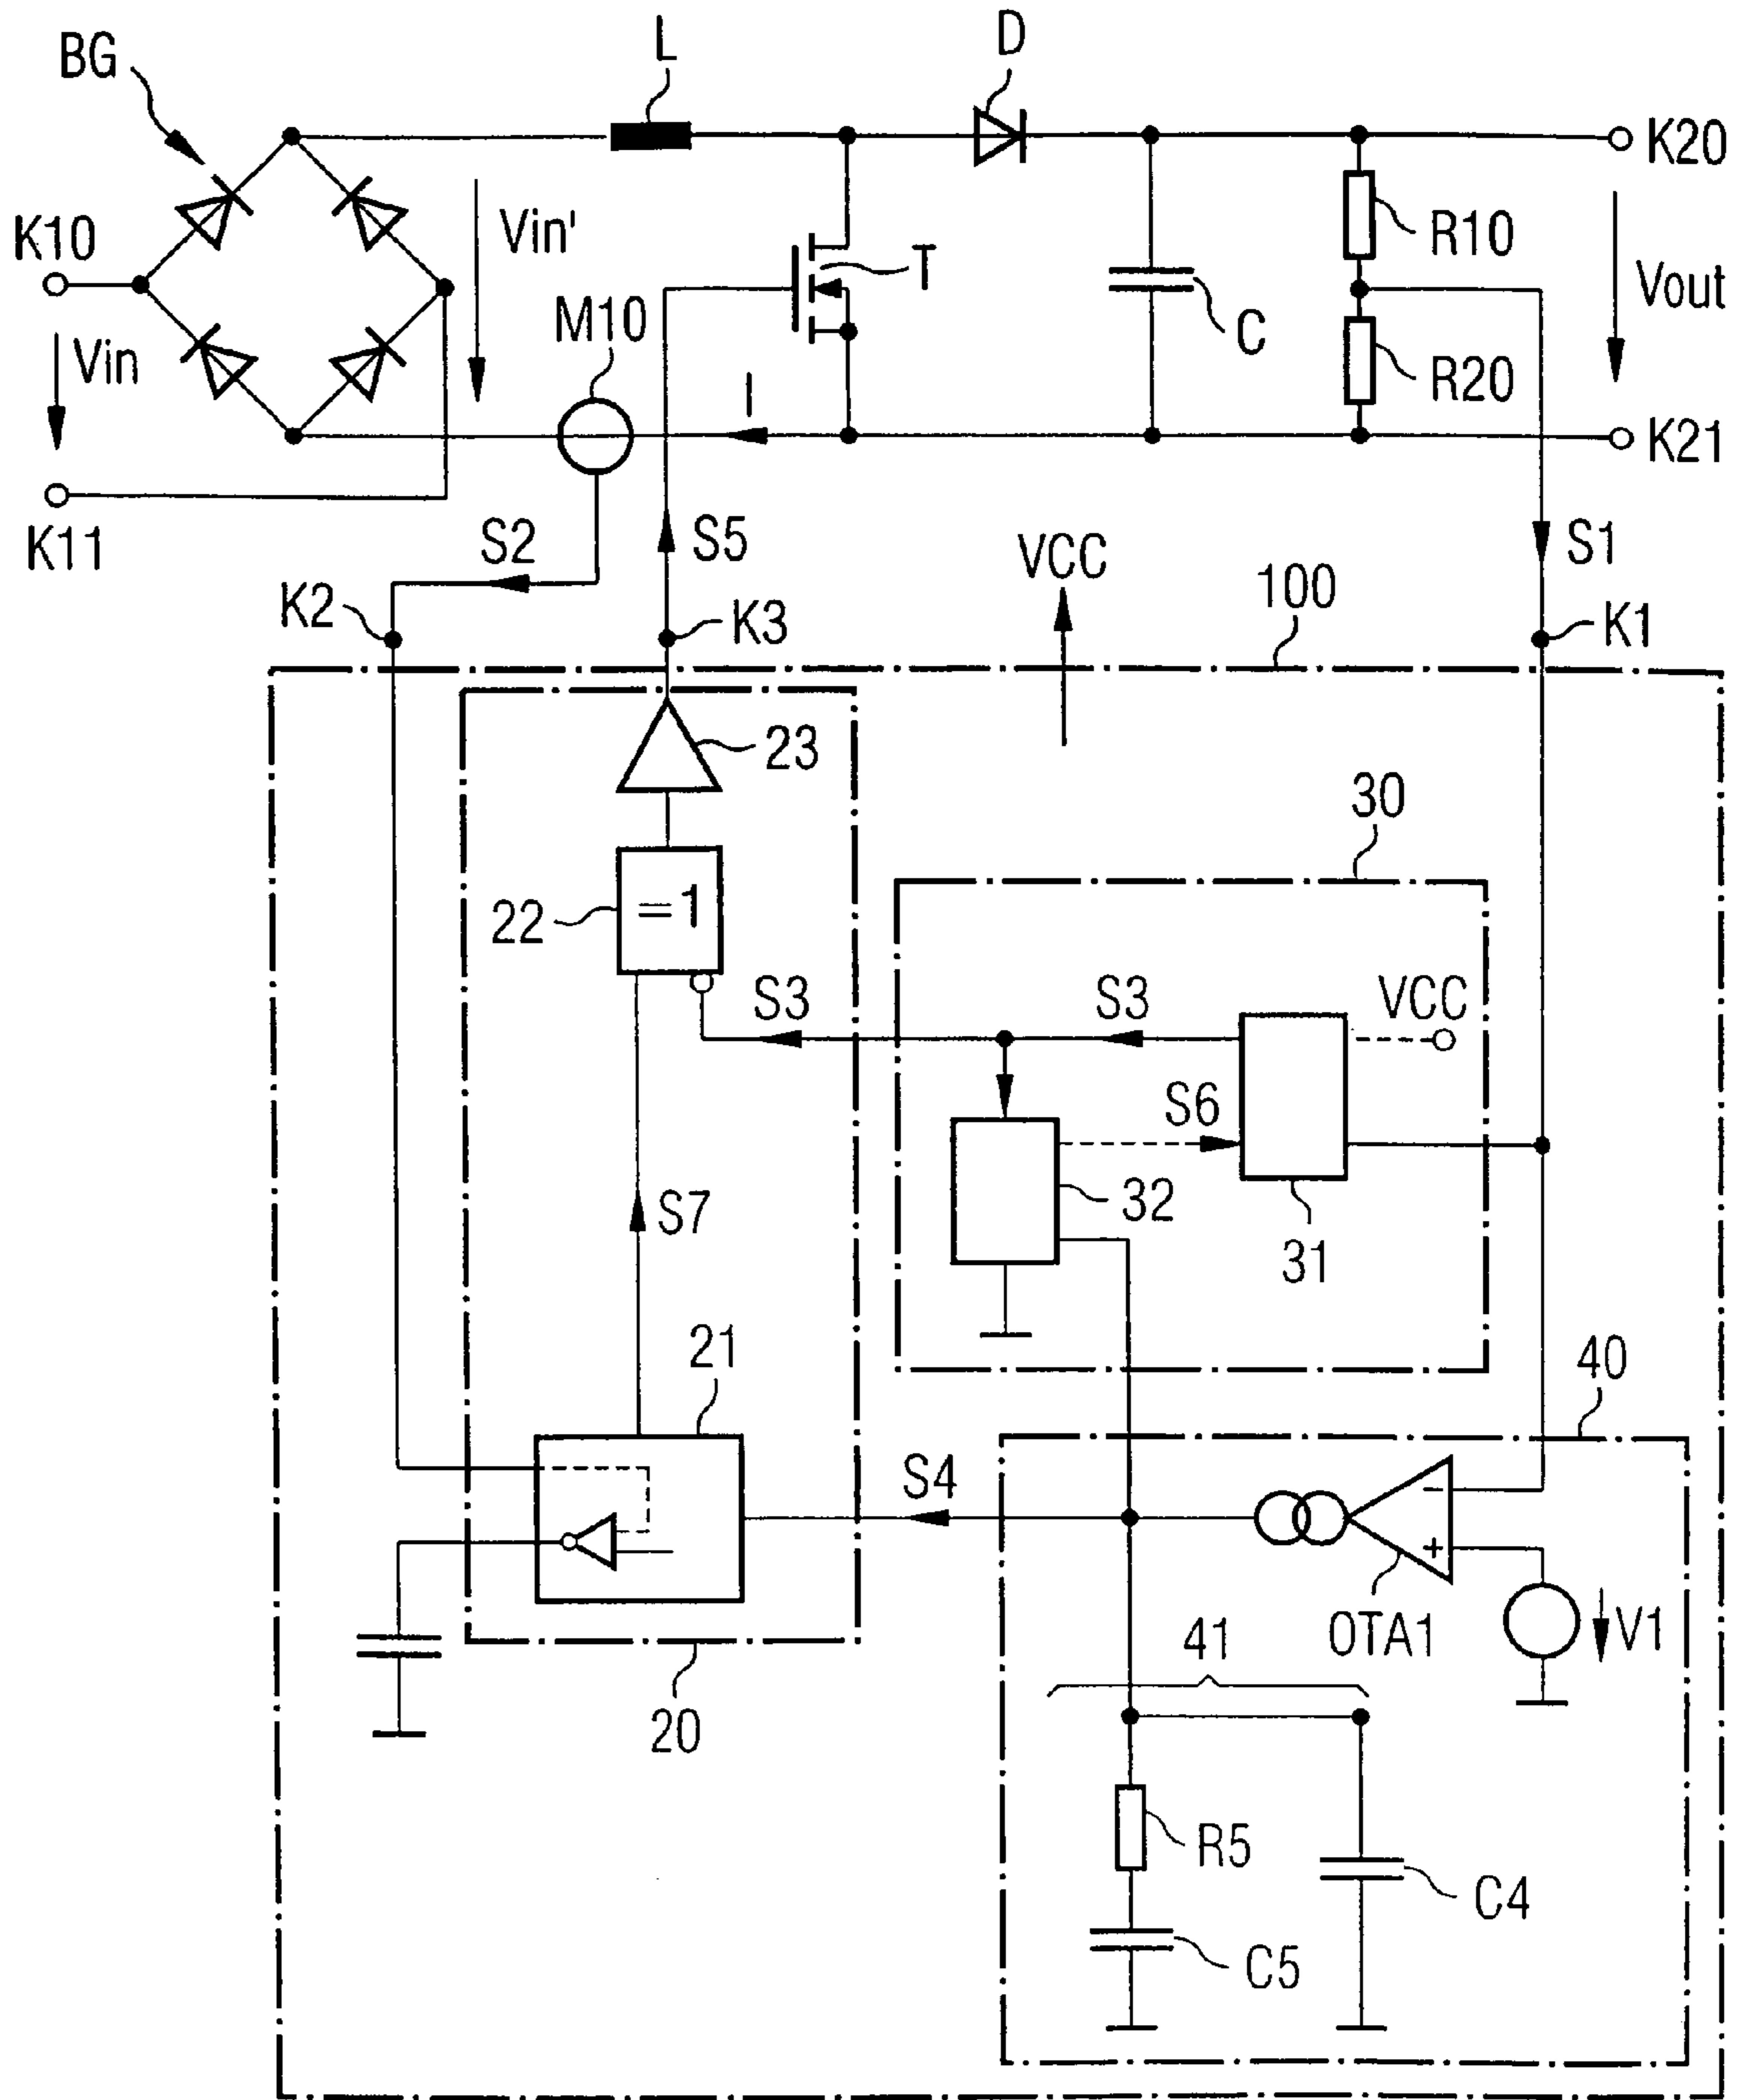 BG
L
D
K10
Vin'
K20
R10
T
M10
Vout
Vin
C
R20
I
K21
K11
S2
S5
VCC
S1
K2
K3
100
K1
23
30
22
=1
S3
S3
VCC
S6
32
S7
31
21
40
S4
-
+
OTA1
V1
41
20
R5
C4
C5